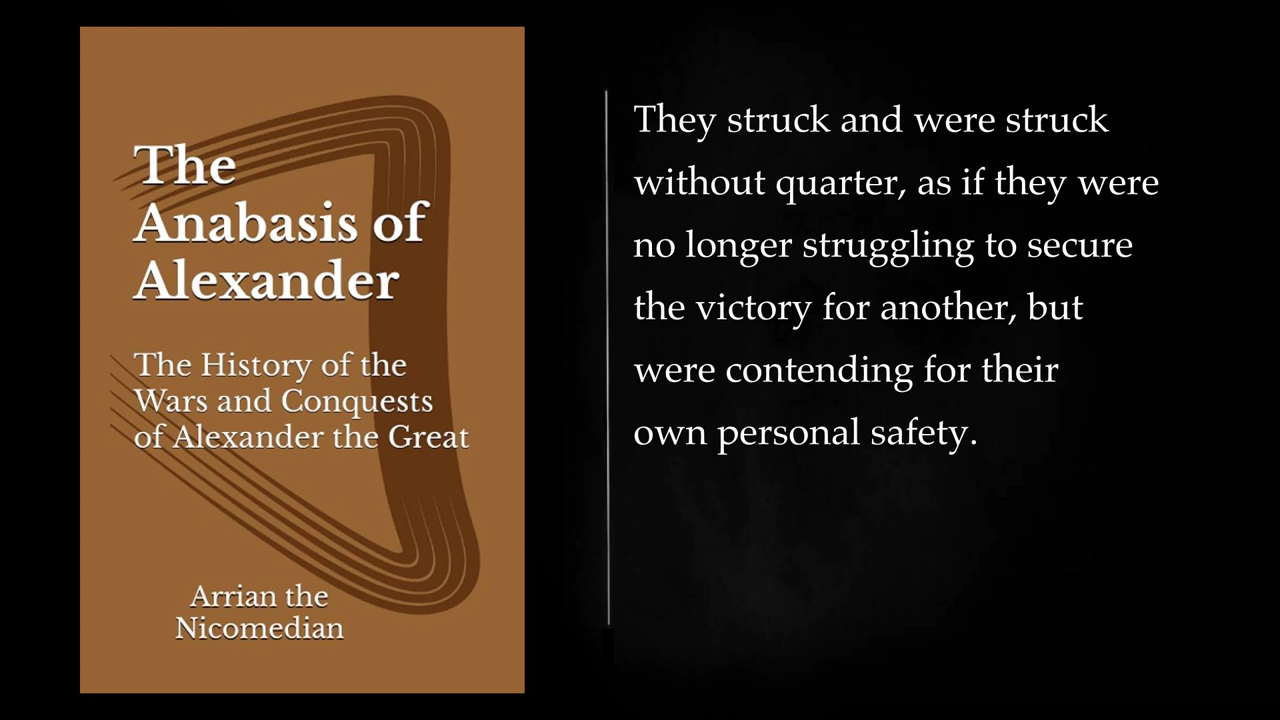 The
Anabasis of
Alexander
The History of the
Wars and Conquests
of Alexander the Great
Arrian the
Nicomedian
They struck and were struck
without quarter, as if they were
no longer struggling to secure
the victory for another, but
were contending for their
own personal safety.